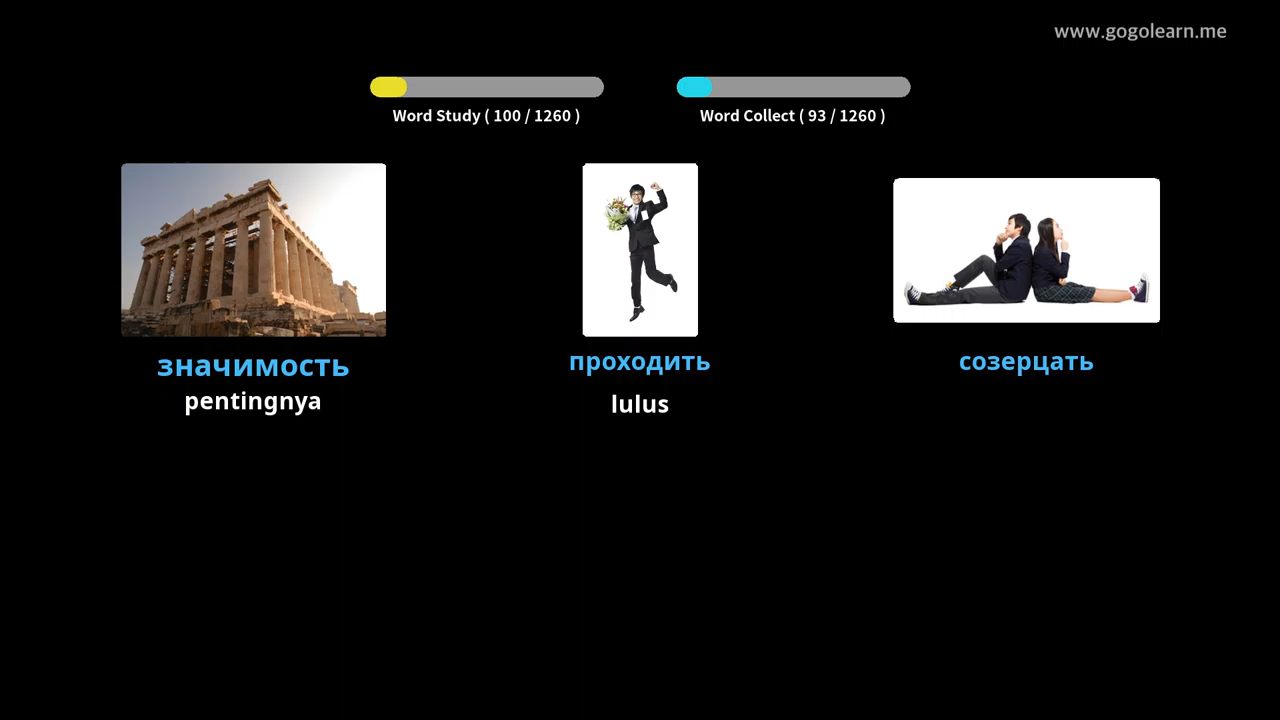 www.gogolearn.me
Word Study ( 100 / 1260 )
Word Collect ( 93 / 1260 )
значимость
pentingnya
проходить
lulus
созерцать